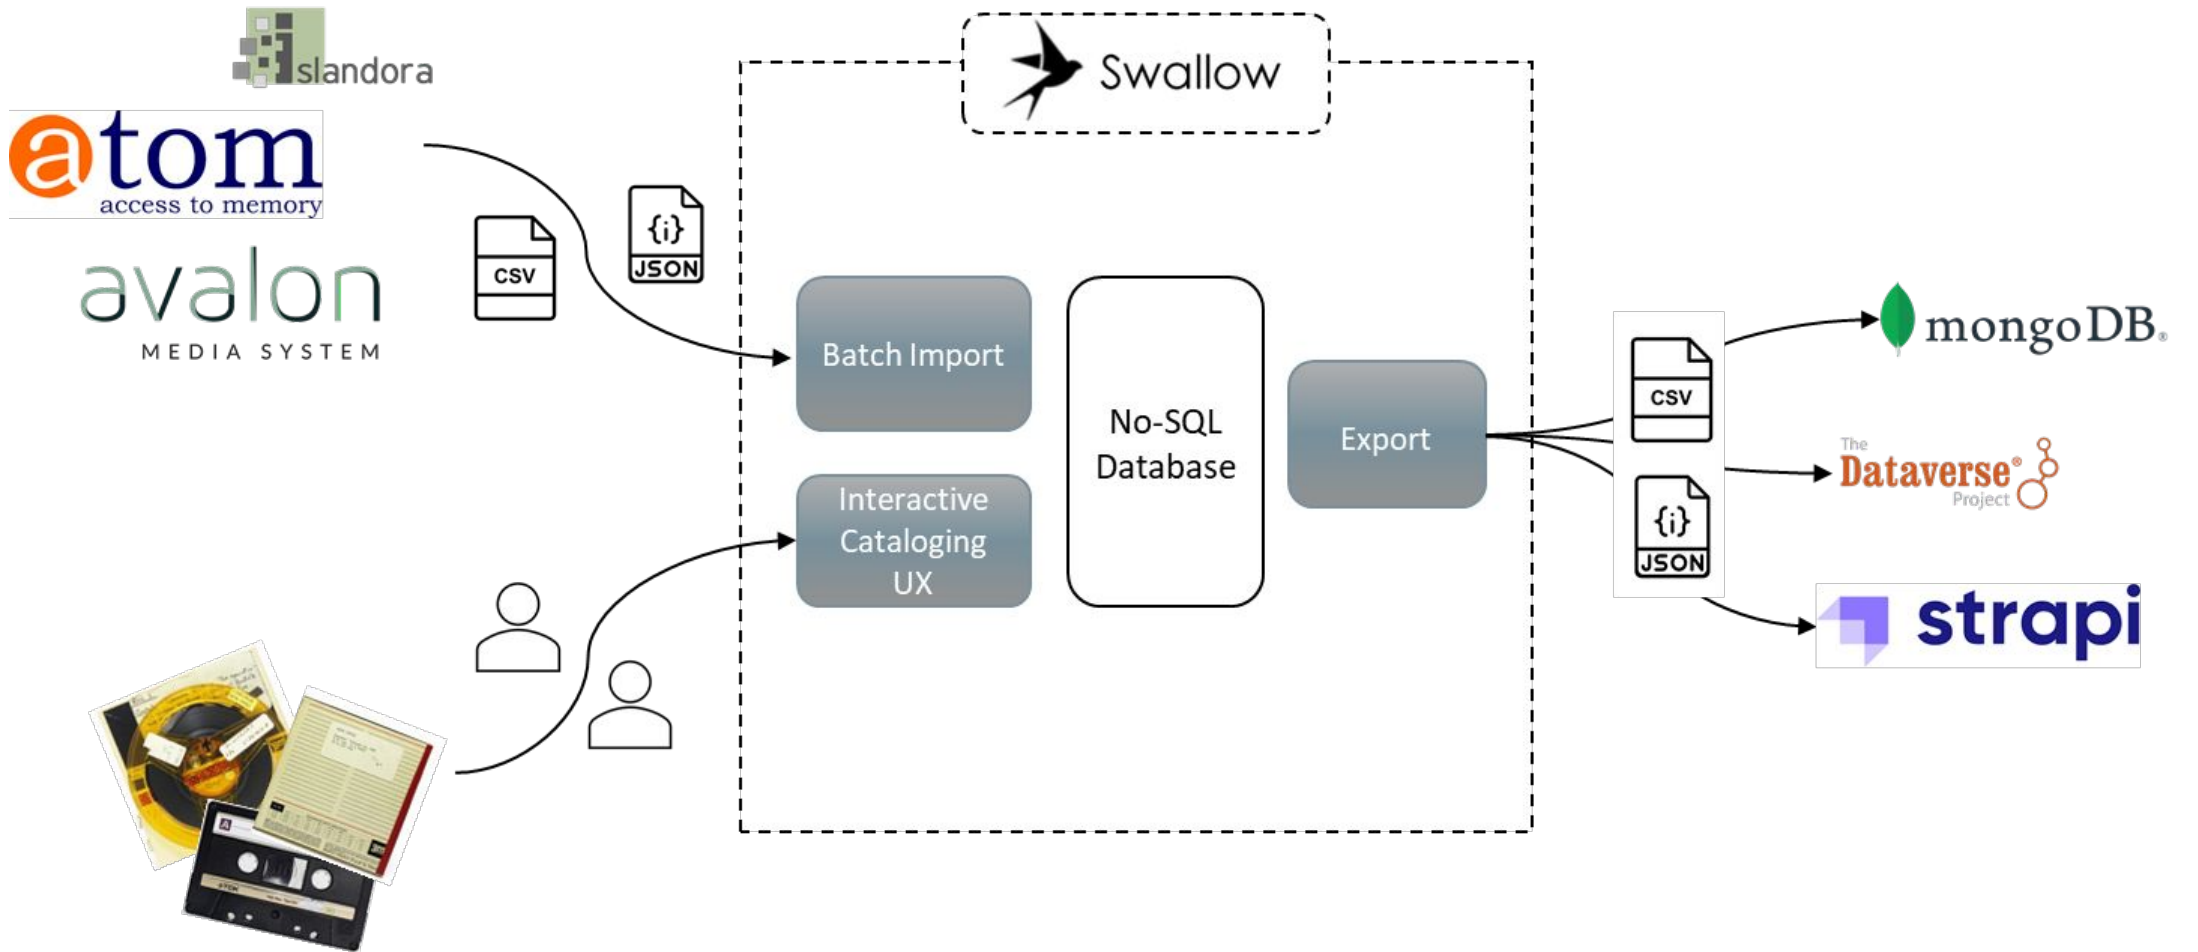 islandora
atom
access to memory
avalon
MEDIA SYSTEM
CSV
{i}
JSON
Swallow
Batch Import
Interactive
Cataloging
UX
No-SQL
Database
Export
CSV
{i}
JSON
mongoDB®
The
Dataverse®
Project
strapi
A
TDK